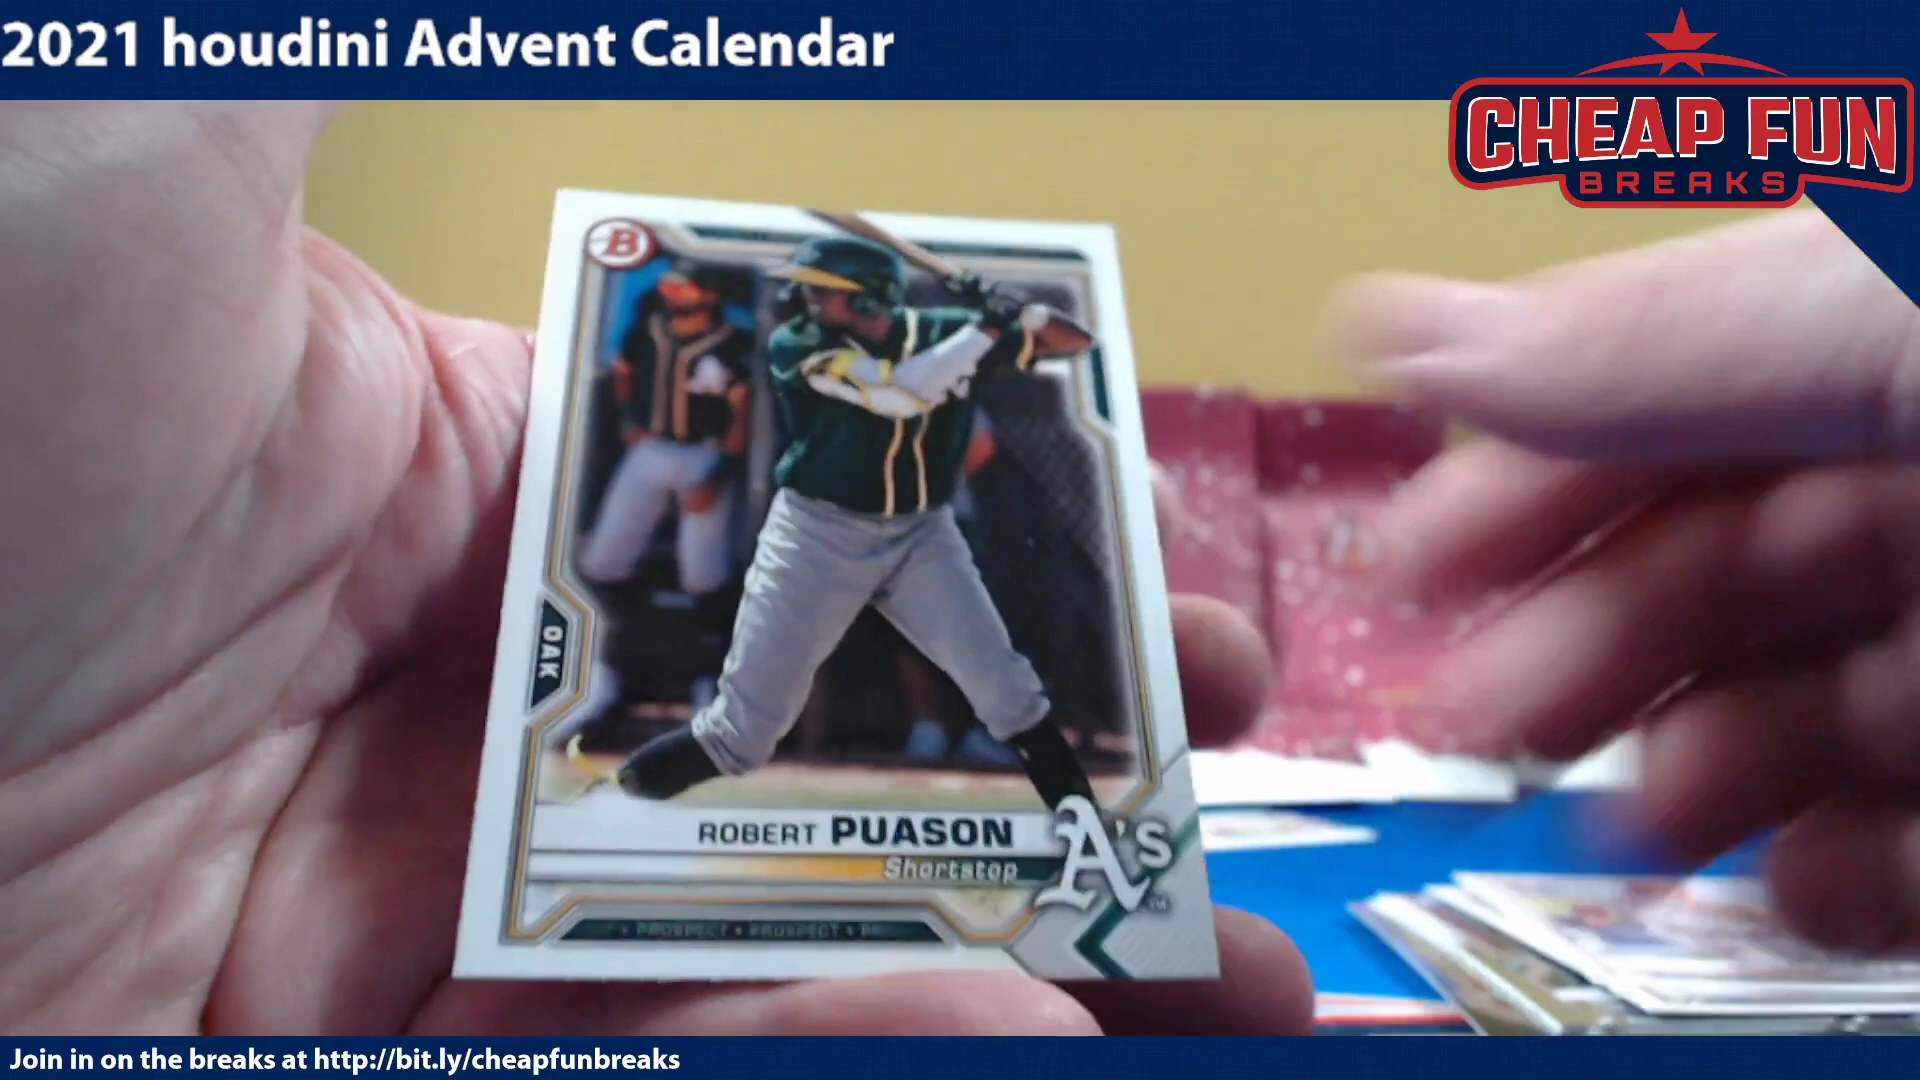 2021 houdini Advent Calendar
CHEAP FUN
BREAKS
B
OAK
ROBERT PUASON
Shortstop
A's
PROSPECT • PROSPECT • PR
Join in on the breaks at http://bit.ly/cheapfunbreaks